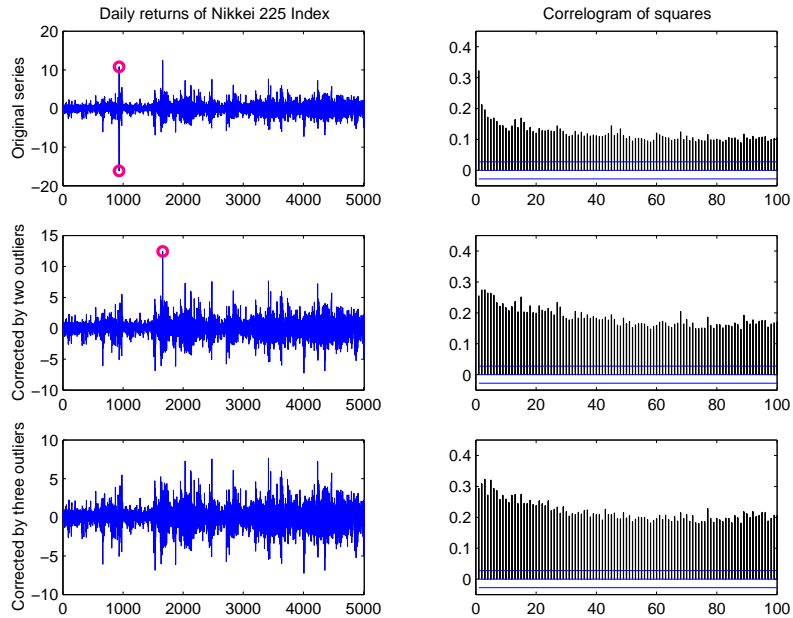 Daily returns of Nikkei 225 Index
Correlogram of squares
Original series
20
10
0
−10
−20
0 1000 2000 3000 4000 5000
0.4
0.3
0.2
0.1
0
0 20 40 60 80 100
Corrected by two outliers
15
10
5
0
−5
−10
0 1000 2000 3000 4000 5000
0.4
0.3
0.2
0.1
0
0 20 40 60 80 100
Corrected by three outliers
10
5
0
−5
−10
0 1000 2000 3000 4000 5000
0.4
0.3
0.2
0.1
0
0 20 40 60 80 100